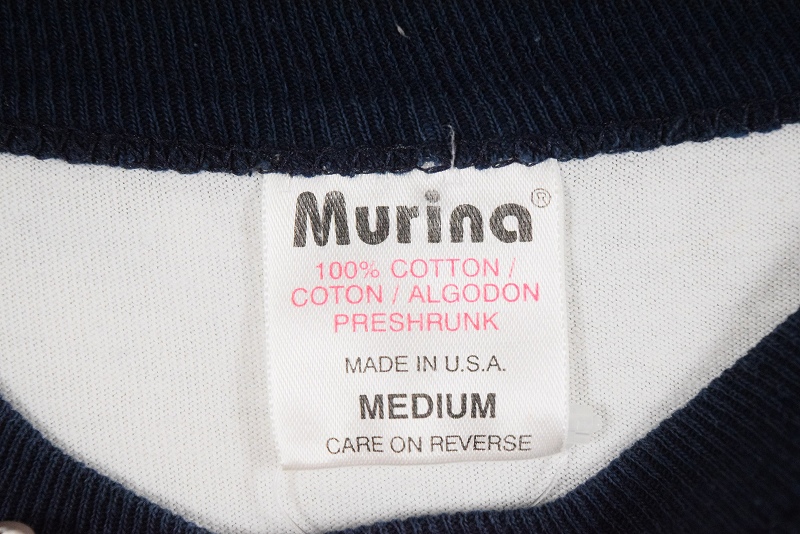 Murina®
100% COTTON /
COTON / ALGODON
PRESHRUNK
MADE IN U.S.A.
MEDIUM
CARE ON REVERSE